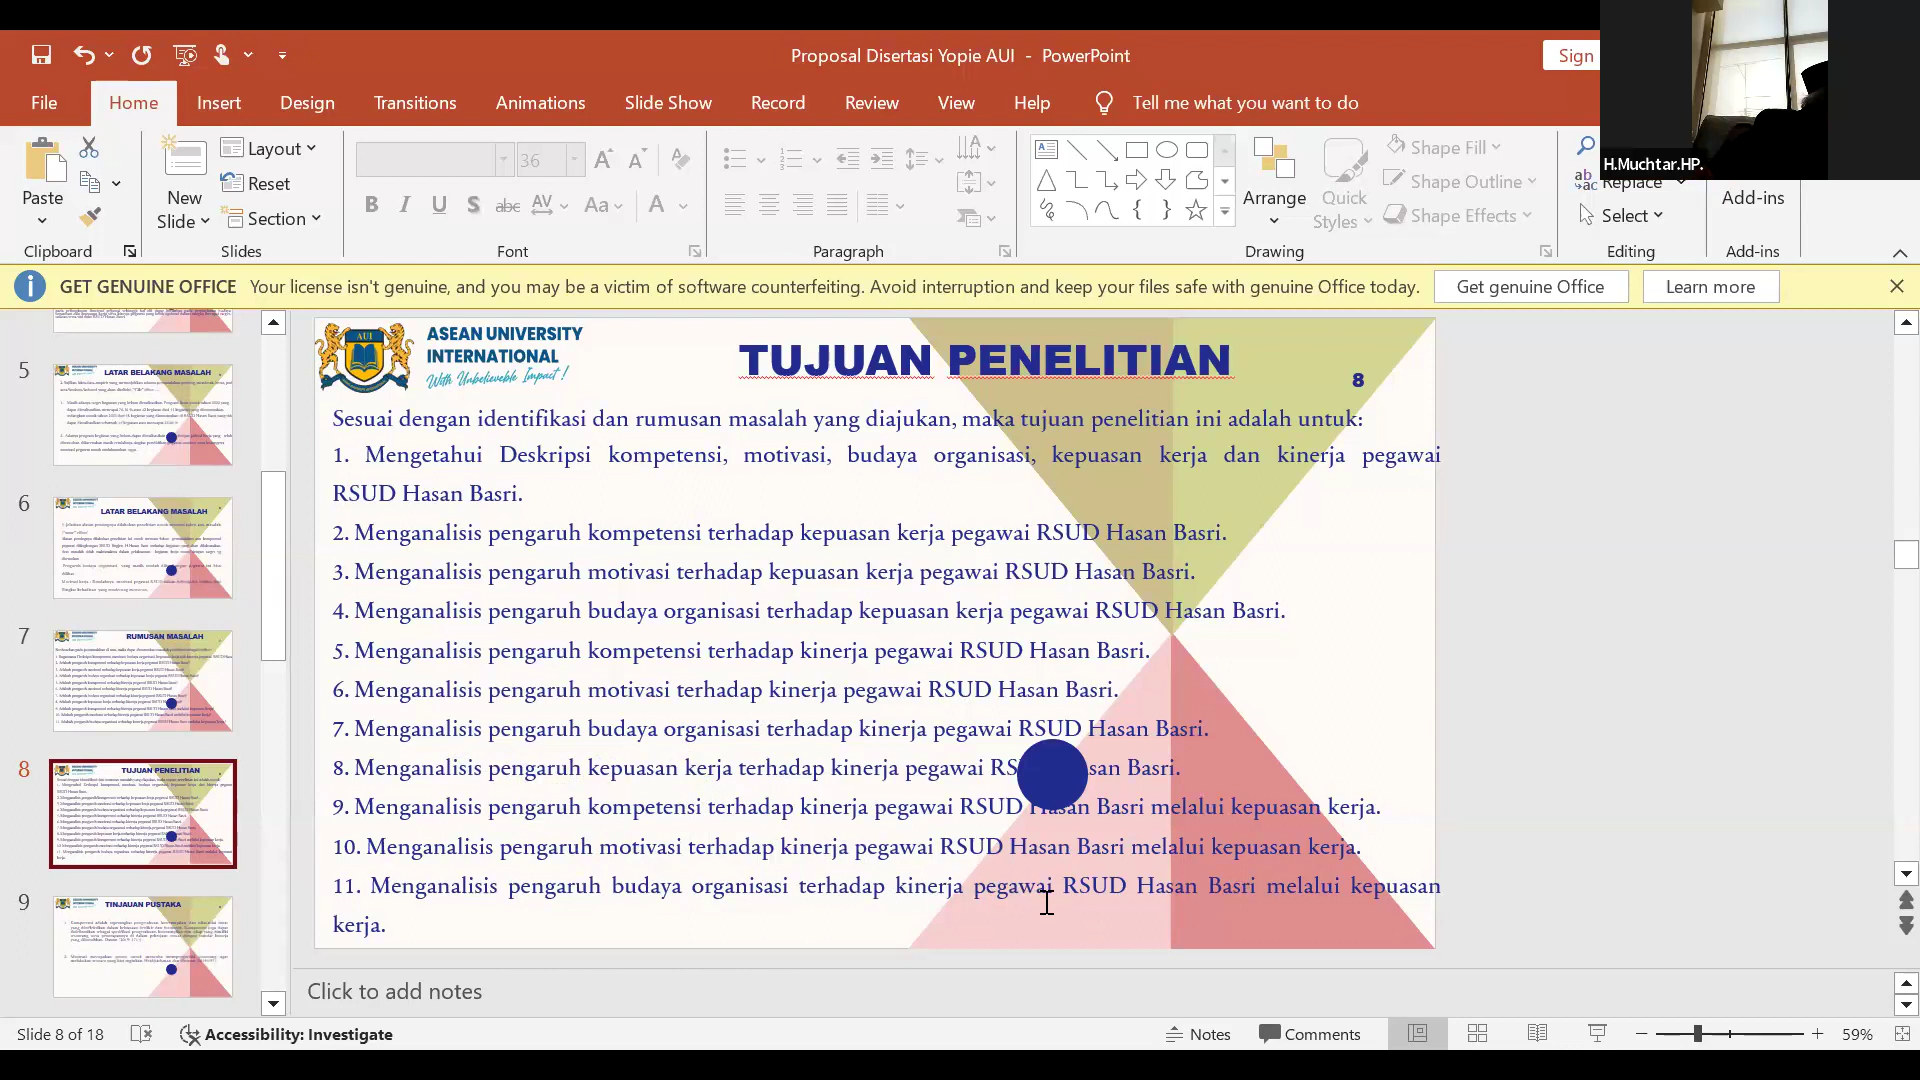 Proposal Disertasi Yopie AUI - PowerPoint
Sign
File Home Insert Design Transitions Animations Slide Show Record Review View Help Tell me what you want to do
H.Muchtar.HP.
Paste
New Slide
Layout
Reset
Section
36
Arrange
Quick Styles
Shape Fill
Shape Outline
Shape Effects
Replace
Select
Add-ins
Clipboard Slides Font Paragraph Drawing Editing Add-ins
GET GENUINE OFFICE Your license isn't genuine, and you may be a victim of software counterfeiting. Avoid interruption and keep your files safe with genuine Office today. Get genuine Office Learn more
5
LATAR BELAKANG MASALAH
6
LATAR BELAKANG MASALAH
7
RUMUSAN MASALAH
8
TUJUAN PENELITIAN
9
TINJAUAN PUSTAKA
AUI
ASEAN UNIVERSITY
INTERNATIONAL
With Unbelievable Impact!
TUJUAN PENELITIAN
8
Sesuai dengan identifikasi dan rumusan masalah yang diajukan, maka tujuan penelitian ini adalah untuk:
1. Mengetahui Deskripsi kompetensi, motivasi, budaya organisasi, kepuasan kerja dan kinerja pegawai
RSUD Hasan Basri.
2. Menganalisis pengaruh kompetensi terhadap kepuasan kerja pegawai RSUD Hasan Basri.
3. Menganalisis pengaruh motivasi terhadap kepuasan kerja pegawai RSUD Hasan Basri.
4. Menganalisis pengaruh budaya organisasi terhadap kepuasan kerja pegawai RSUD Hasan Basri.
5. Menganalisis pengaruh kompetensi terhadap kinerja pegawai RSUD Hasan Basri.
6. Menganalisis pengaruh motivasi terhadap kinerja pegawai RSUD Hasan Basri.
7. Menganalisis pengaruh budaya organisasi terhadap kinerja pegawai RSUD Hasan Basri.
8. Menganalisis pengaruh kepuasan kerja terhadap kinerja pegawai RS san Basri.
9. Menganalisis pengaruh kompetensi terhadap kinerja pegawai RSUD Hasan Basri melalui kepuasan kerja.
10. Menganalisis pengaruh motivasi terhadap kinerja pegawai RSUD Hasan Basri melalui kepuasan kerja.
11. Menganalisis pengaruh budaya organisasi terhadap kinerja pegawai RSUD Hasan Basri melalui kepuasan
kerja.
Click to add notes
Slide 8 of 18 Accessibility: Investigate Notes Comments 59%